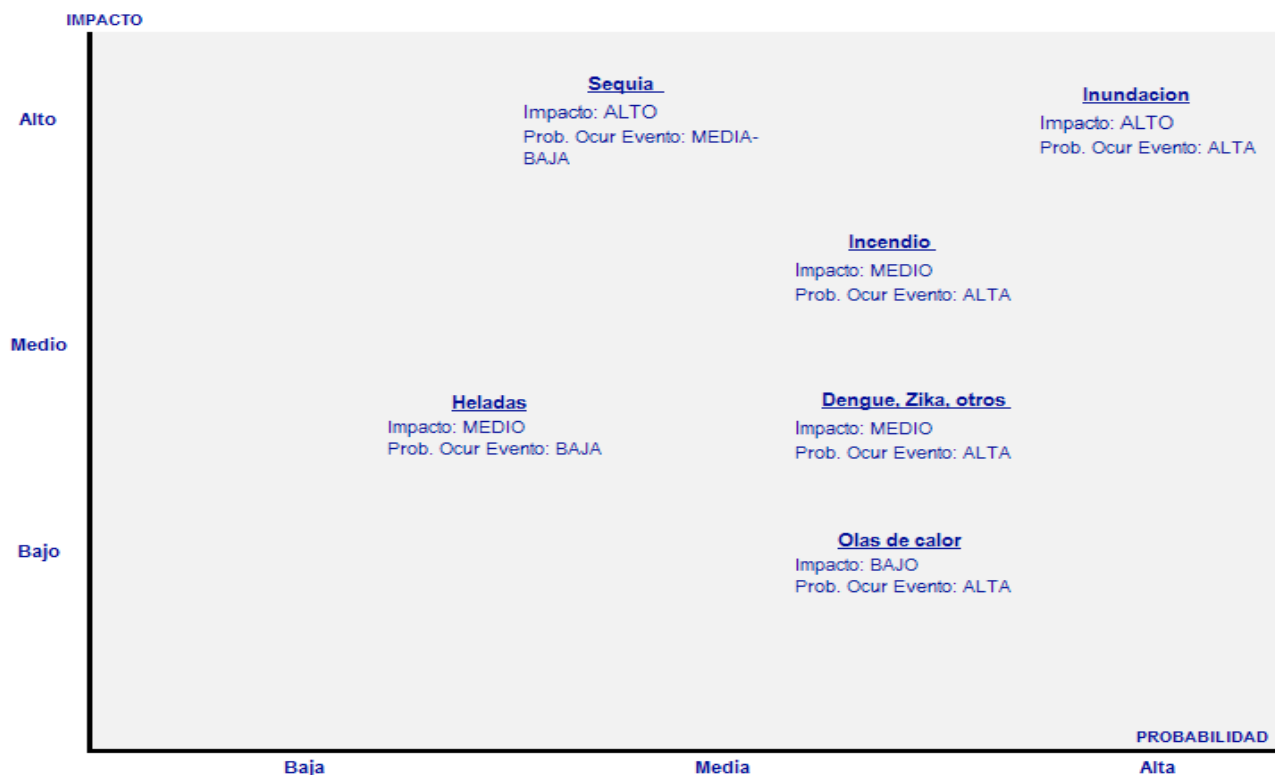 IMPACTO
Alto
Sequia
Impacto: ALTO
Prob. Ocur Evento: MEDIA-
BAJA
Inundacion
Impacto: ALTO
Prob. Ocur Evento: ALTA
Incendio
Impacto: MEDIO
Prob. Ocur Evento: ALTA
Medio
Heladas
Impacto: MEDIO
Prob. Ocur Evento: BAJA
Dengue, Zika, otros
Impacto: MEDIO
Prob. Ocur Evento: ALTA
Bajo
Olas de calor
Impacto: BAJO
Prob. Ocur Evento: ALTA
PROBABILIDAD
Baja
Media
Alta